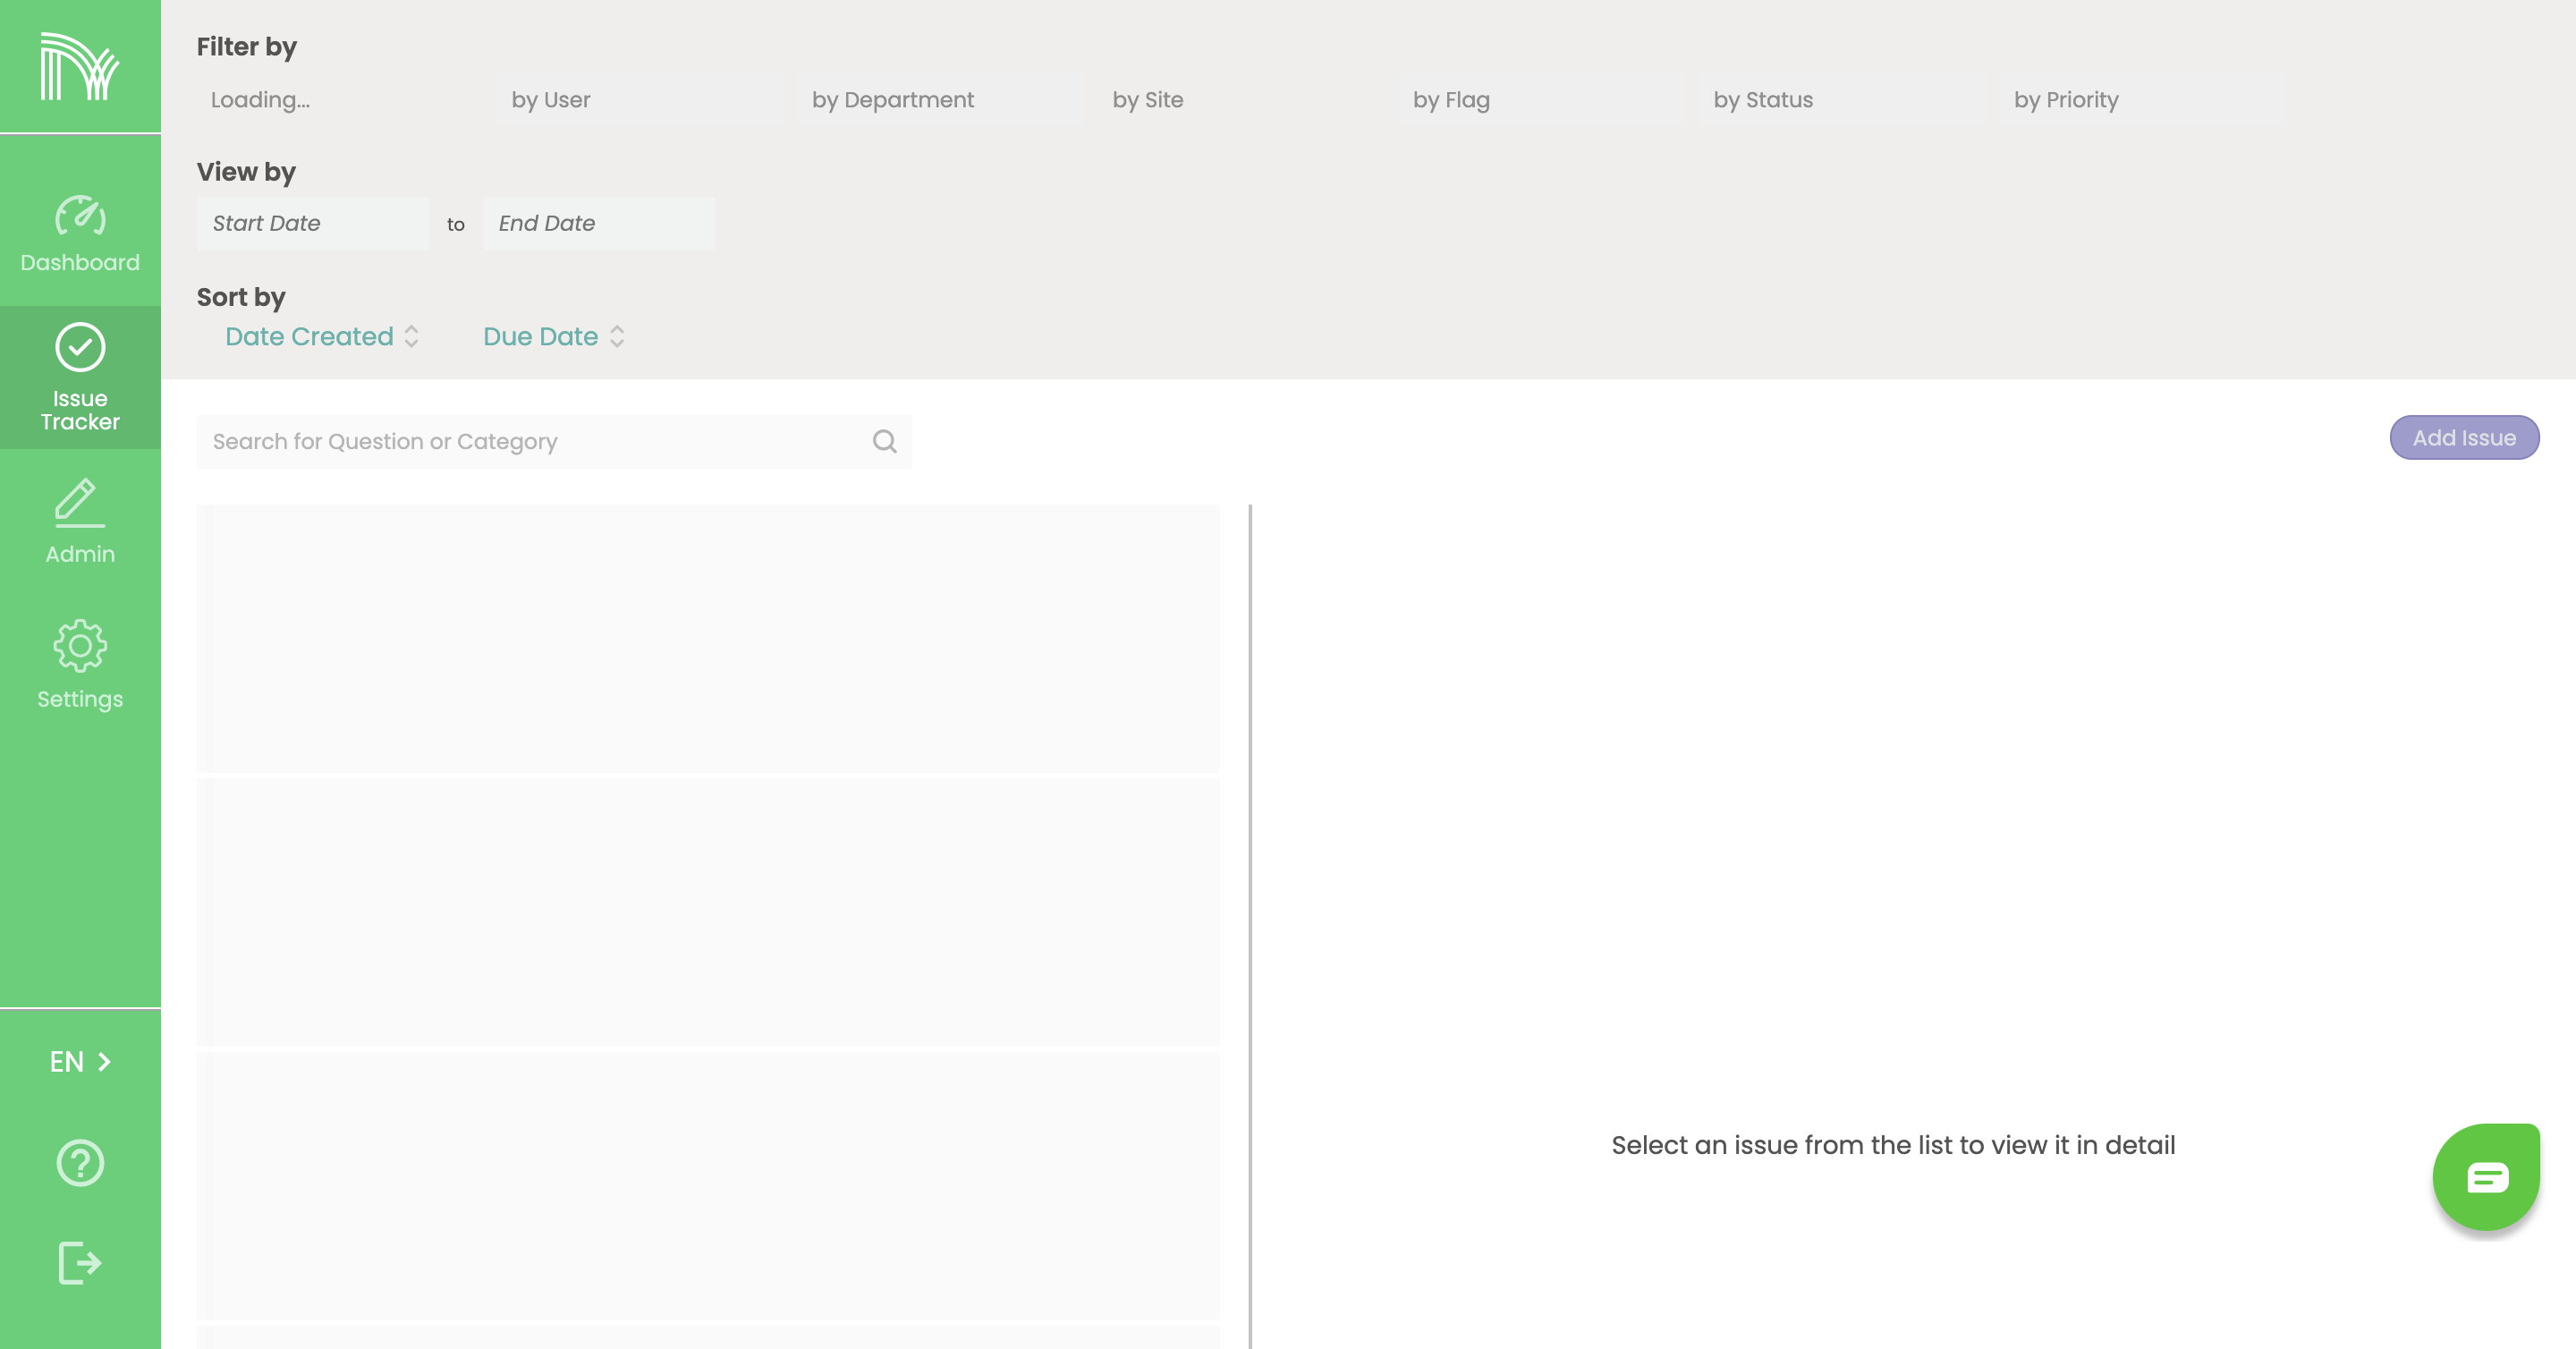 Filter by
Loading...
by User
by Department
by Site
by Flag
by Status
by Priority
View by
Start Date
to
End Date
Sort by
Date Created
Due Date
Dashboard
Issue
Tracker
Admin
Settings
EN
Search for Question or Category
Add Issue
Select an issue from the list to view it in detail